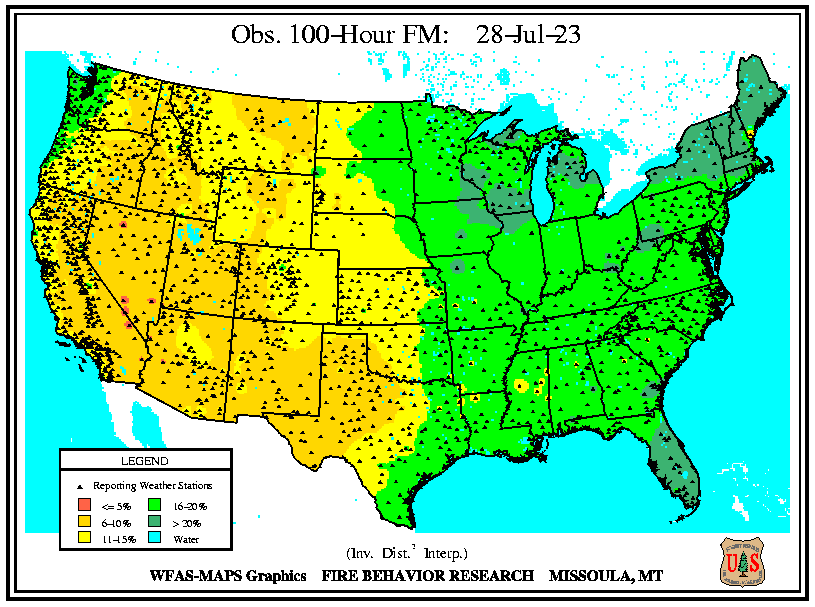 Obs. 100-Hour FM: 28-Jul-23
LEGEND
Reporting Weather Stations
<= 5%
16-20%
6-10%
> 20%
11-15%
Water
(Inv. Dist.² Interp.)
WFAS-MAPS Graphics FIRE BEHAVIOR RESEARCH MISSOULA, MT
U S